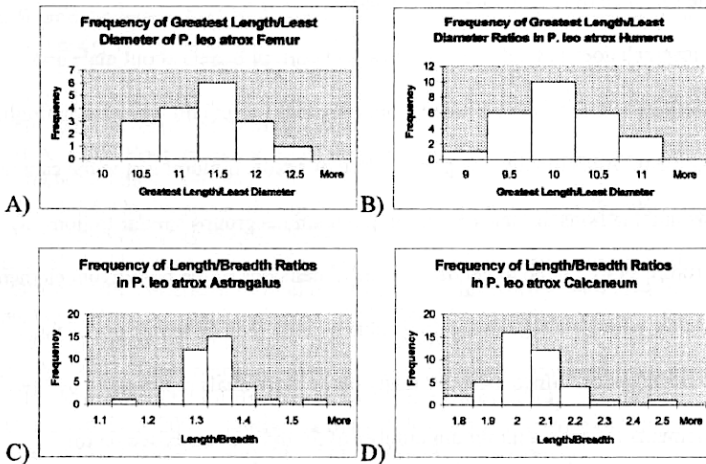 Frequency of Greatest Length/Least
Diameter of P. leo atrox Femur
Frequency
7
6
5
4
3
2
1
0
10 10.5 11 11.5 12 12.5 More
Greatest Length/Least Diameter
A)
Frequency of Greatest Length/Least
Diameter Ratios in P. leo atrox Humerus
Frequency
12
10
8
6
4
2
0
9 9.5 10 10.5 11 More
Greatest Length/Least Diameter
B)
Frequency of Length/Breadth Ratios
in P. leo atrox Astragalus
Frequency
20
15
10
5
0
1.1 1.2 1.3 1.4 1.5 More
Length/Breadth
C)
Frequency of Length/Breadth Ratios
in P. leo atrox Calcaneum
Frequency
20
15
10
5
0
1.8 1.9 2 2.1 2.2 2.3 2.4 2.5 More
Length/Breadth
D)